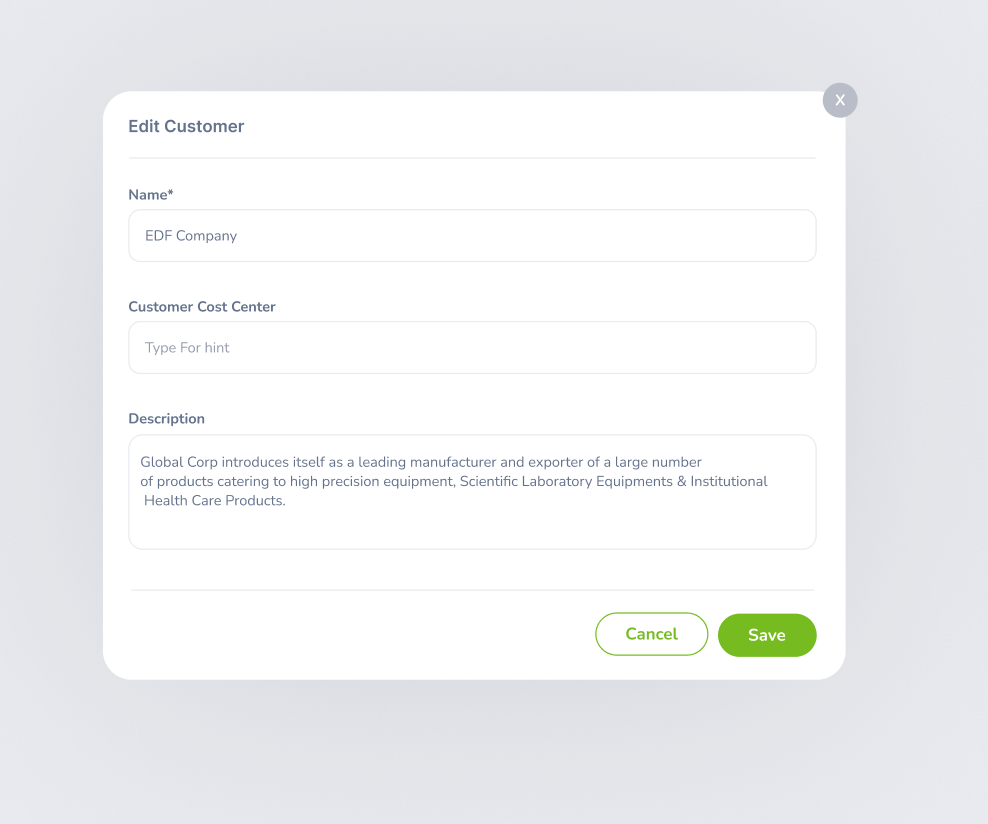 X
Edit Customer
Name*
EDF Company
Customer Cost Center
Type For hint
Description
Global Corp introduces itself as a leading manufacturer and exporter of a large number
of products catering to high precision equipment, Scientific Laboratory Equipments & Institutional
Health Care Products.
Cancel
Save